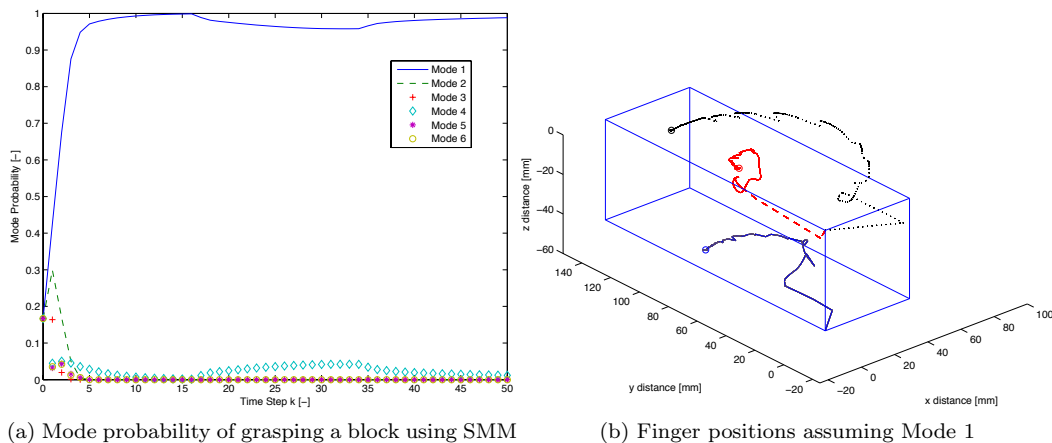 1
0.9
0.8
0.7
0.6
0.5
0.4
0.3
0.2
0.1
0
Mode Probability [–]
0 5 10 15 20 25 30 35 40 45 50
Time Step k [–]
Mode 1
Mode 2
Mode 3
Mode 4
Mode 5
Mode 6
(a) Mode probability of grasping a block using SMM
0
−20
−40
−60
z distance [mm]
140 120 100 80 60 40 20 0 −20
y distance [mm]
−20 0 20 40 60 80 100
x distance [mm]
(b) Finger positions assuming Mode 1